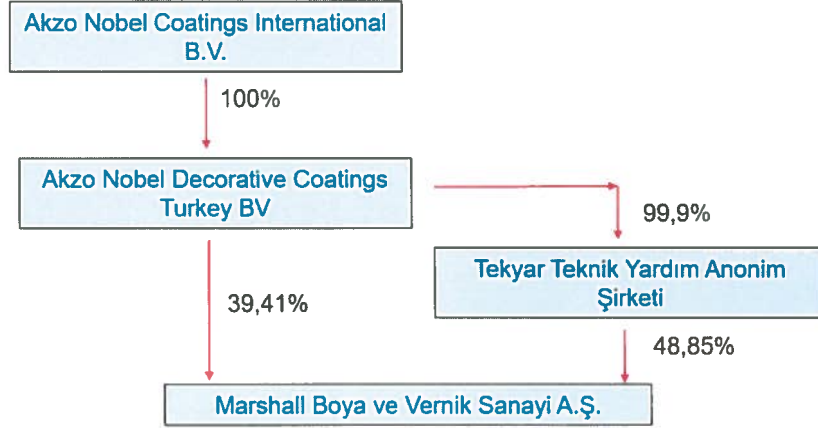 Akzo Nobel Coatings International
B.V.
100%
Akzo Nobel Decorative Coatings
Turkey BV
99,9%
Tekyar Teknik Yardım Anonim
Şirketi
39,41%
48,85%
Marshall Boya ve Vernik Sanayi A.Ş.